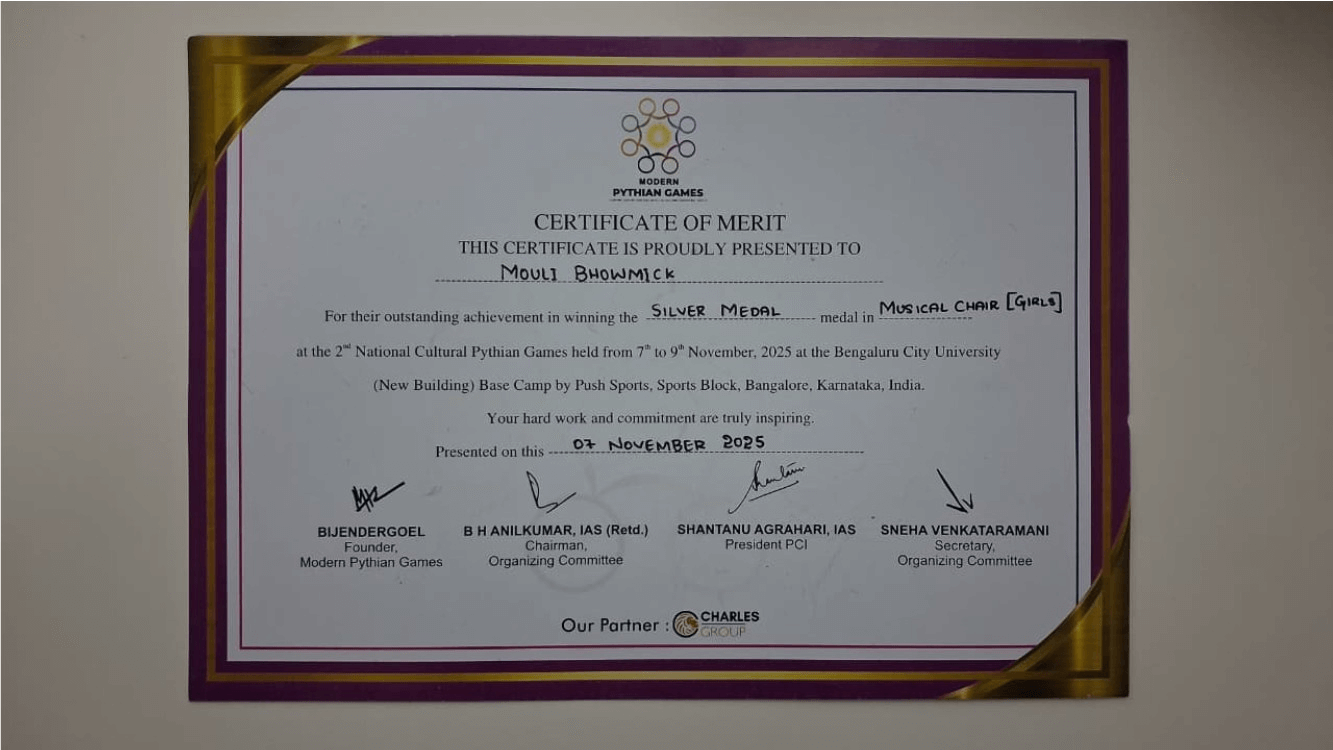 MODERN
PYTHIAN GAMES
CERTIFICATE OF MERIT
THIS CERTIFICATE IS PROUDLY PRESENTED TO
MOULI BHOWMICK
For their outstanding achievement in winning the SILVER MEDAL medal in MUSICAL CHAIR [GIRLS]
at the 2nd National Cultural Pythian Games held from 7th to 9th November, 2025 at the Bengaluru City University
(New Building) Base Camp by Push Sports, Sports Block, Bangalore, Karnataka, India.
Your hard work and commitment are truly inspiring.
Presented on this 07 NOVEMBER 2025
Shantanu
BIJENDERGOEL
Founder,
Modern Pythian Games
B H ANILKUMAR, IAS (Retd.)
Chairman,
Organizing Committee
SHANTANU AGRAHARI, IAS
President PCI
SNEHA VENKATARAMANI
Secretary,
Organizing Committee
Our Partner : CHARLES
GROUP